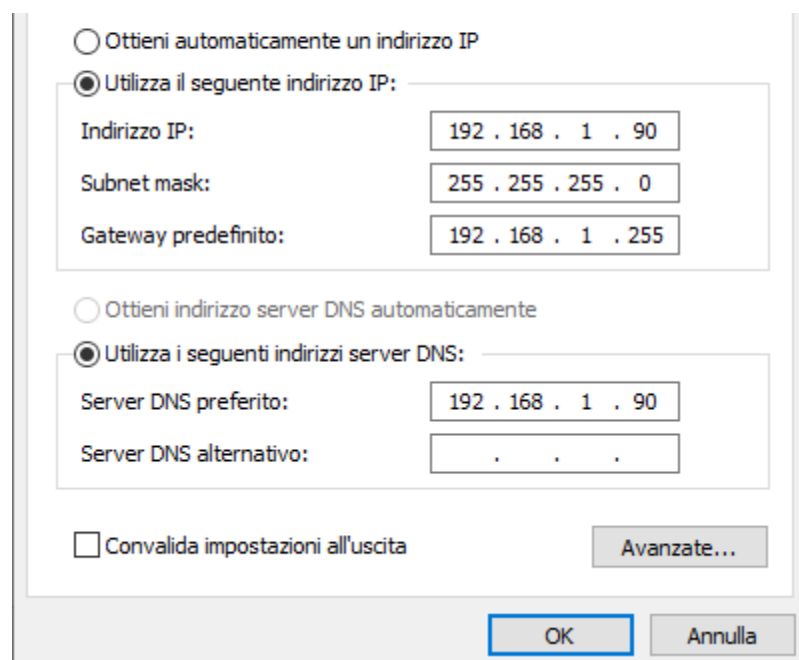 Ottieni automaticamente un indirizzo IP
Utilizza il seguente indirizzo IP:
Indirizzo IP: 192 . 168 . 1 . 90
Subnet mask: 255 . 255 . 255 . 0
Gateway predefinito: 192 . 168 . 1 . 255
Ottieni indirizzo server DNS automaticamente
Utilizza i seguenti indirizzi server DNS:
Server DNS preferito: 192 . 168 . 1 . 90
Server DNS alternativo: . . .
Convalida impostazioni all'uscita Avanzate...
OK Annulla